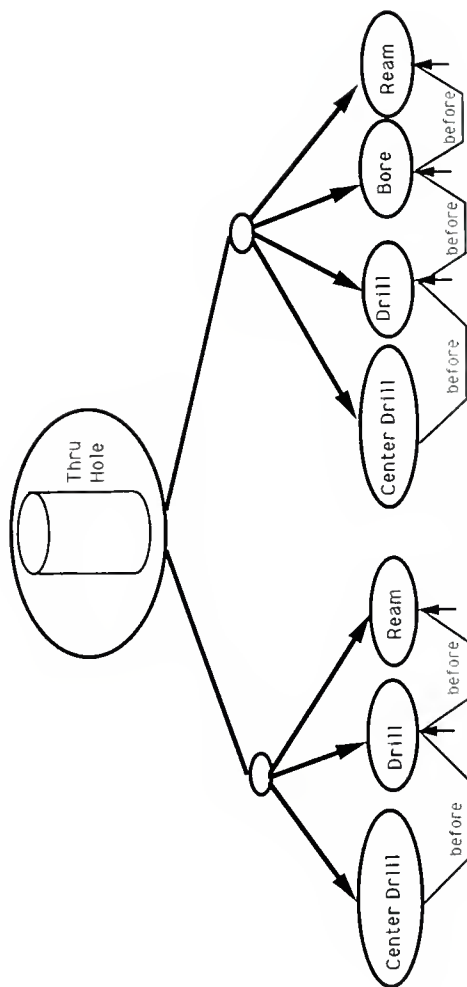 Thru
Hole
Center Drill
Drill
Ream
Center Drill
Drill
Bore
Ream
before
before
before
before
before